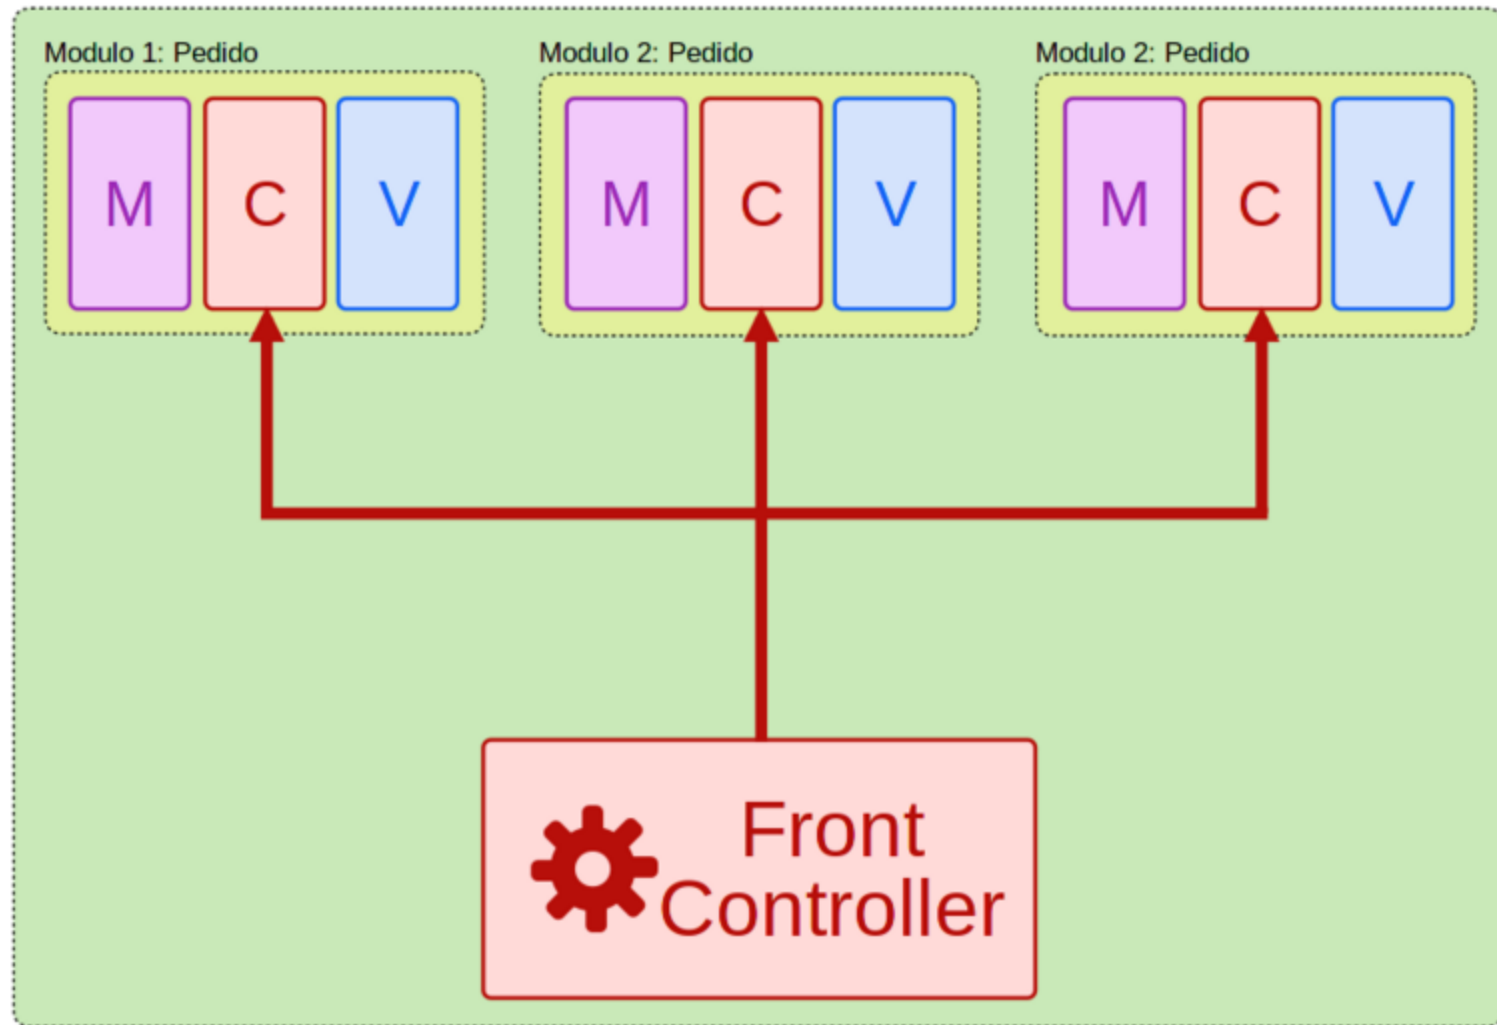 Modulo 1: Pedido
Modulo 2: Pedido
Modulo 2: Pedido
M C V
M C V
M C V
Front
Controller